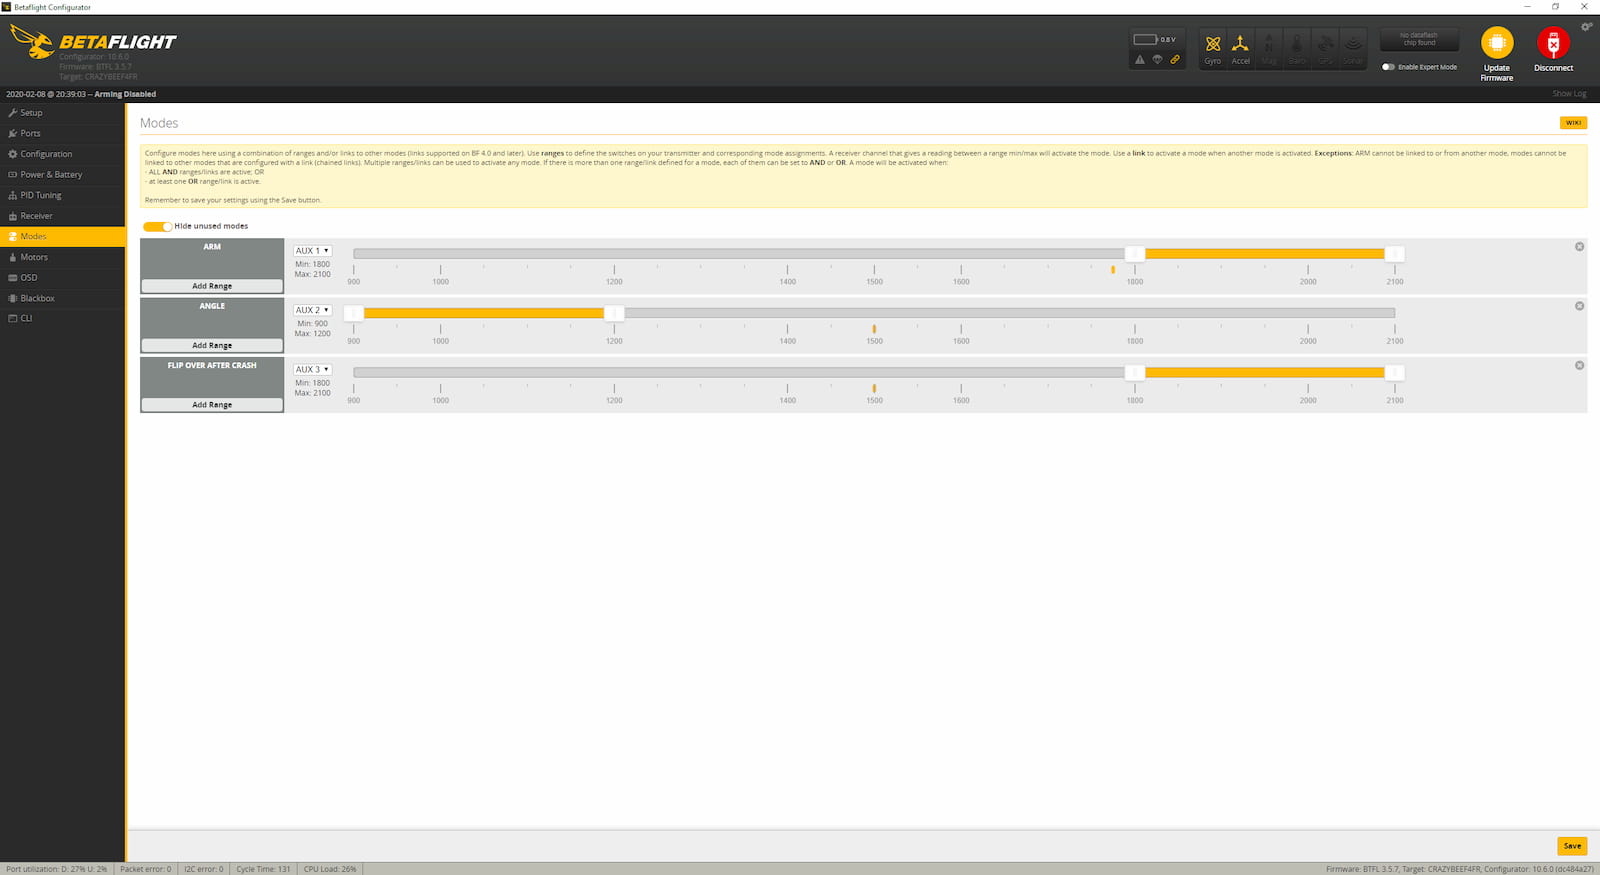 Betaflight Configurator
BETAFLIGHT
Configurator: 10.6.0
Firmware: BTFL 3.5.7
Target: CRAZYBEEF4FR
0.8 V
Gyro Accel Mag Baro GPS Sonar
No dataflash
chip found
Enable Expert Mode
Update
Firmware
Disconnect
2020-02-08 @ 20:39:03 -- Arming Disabled
Show Log
Setup
Ports
Configuration
Power & Battery
PID Tuning
Receiver
Modes
Motors
OSD
Blackbox
CLI
Modes
WIKI
Configure modes here using a combination of ranges and/or links to other modes (links supported on BF 4.0 and later). Use ranges to define the switches on your transmitter and corresponding mode assignments. A receiver channel that gives a reading between a range min/max will activate the mode. Use a link to activate a mode when another mode is activated. Exceptions: ARM cannot be linked to or from another mode, modes cannot be
linked to other modes that are configured with a link (chained links). Multiple ranges/links can be used to activate any mode. If there is more than one range/link defined for a mode, each of them can be set to AND or OR. A mode will be activated when:
- ALL AND ranges/links are active; OR
- at least one OR range/link is active.
Remember to save your settings using the Save button.
Hide unused modes
ARM
Add Range
AUX 1
Min: 1800
Max: 2100
900 1000 1200 1400 1500 1600 1800 2000 2100
ANGLE
Add Range
AUX 2
Min: 900
Max: 1200
900 1000 1200 1400 1500 1600 1800 2000 2100
FLIP OVER AFTER CRASH
Add Range
AUX 3
Min: 1800
Max: 2100
900 1000 1200 1400 1500 1600 1800 2000 2100
Save
Port utilization: D: 27% U: 2% Packet error: 0 I2C error: 0 Cycle Time: 131 CPU Load: 26%
Firmware: BTFL 3.5.7, Target: CRAZYBEEF4FR, Configurator: 10.6.0 (dc484a27)